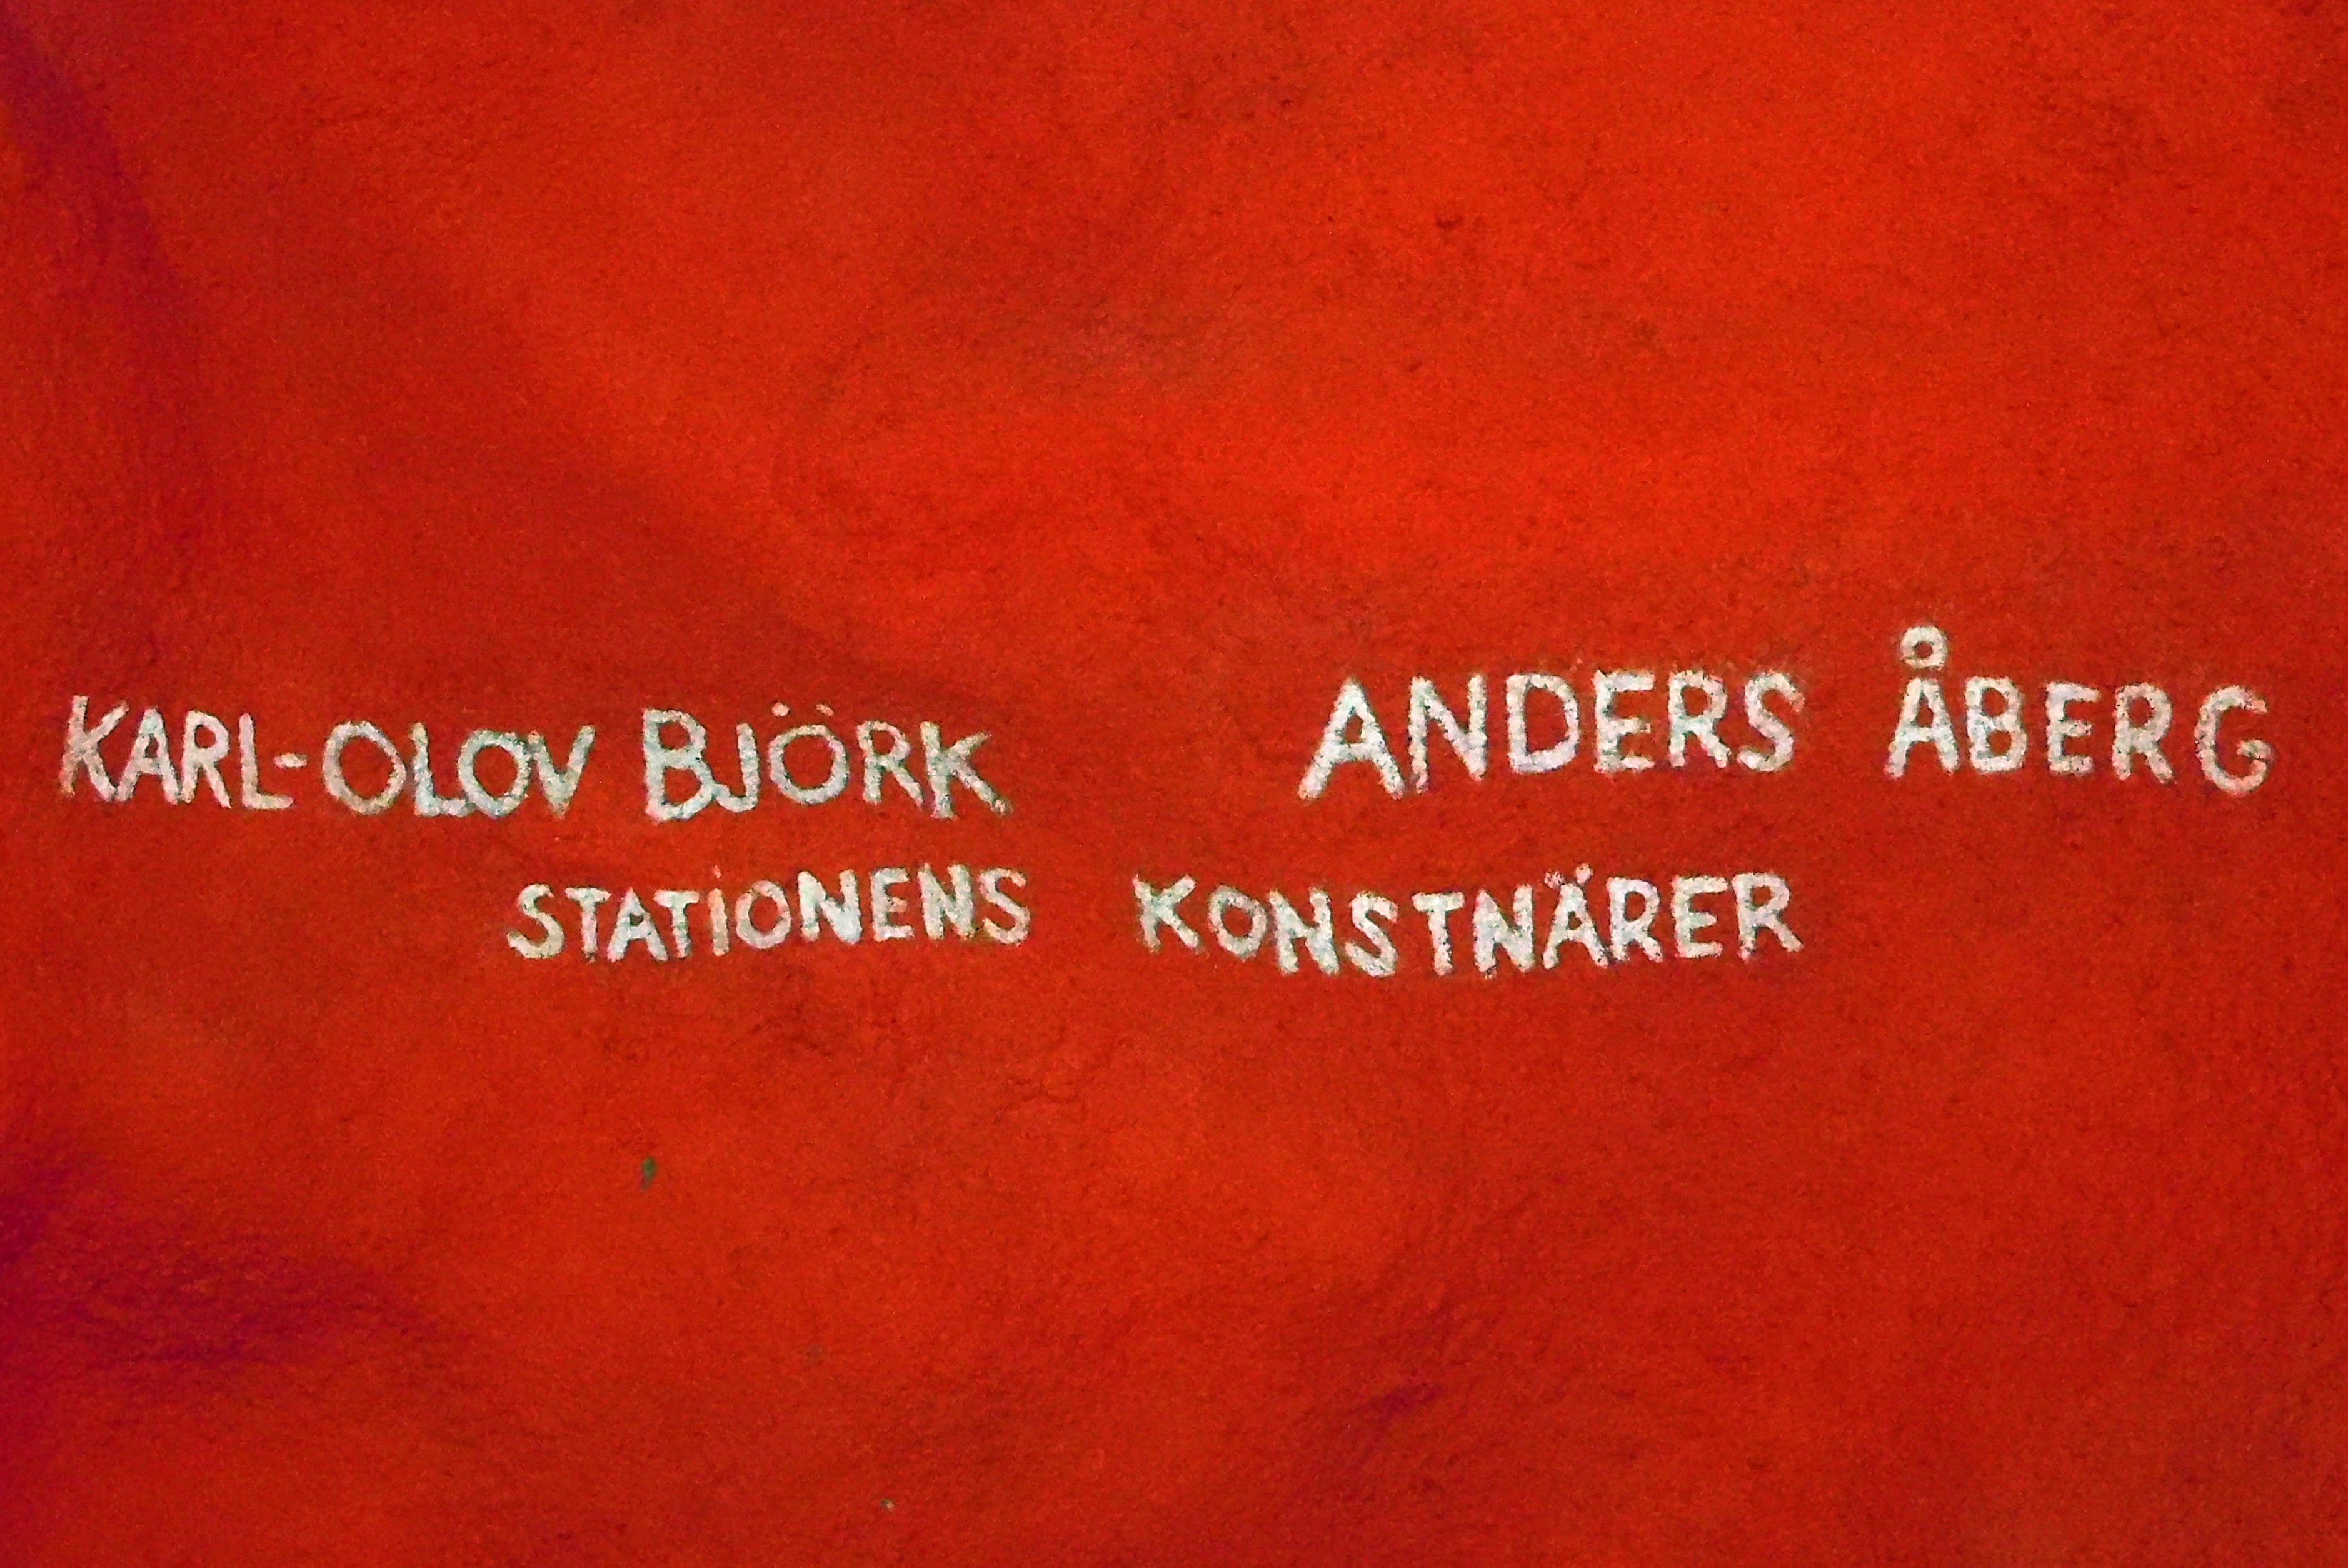 KARL-OLOV BJÖRK ANDERS ÅBERG
STATIONENS KONSTNÄRER